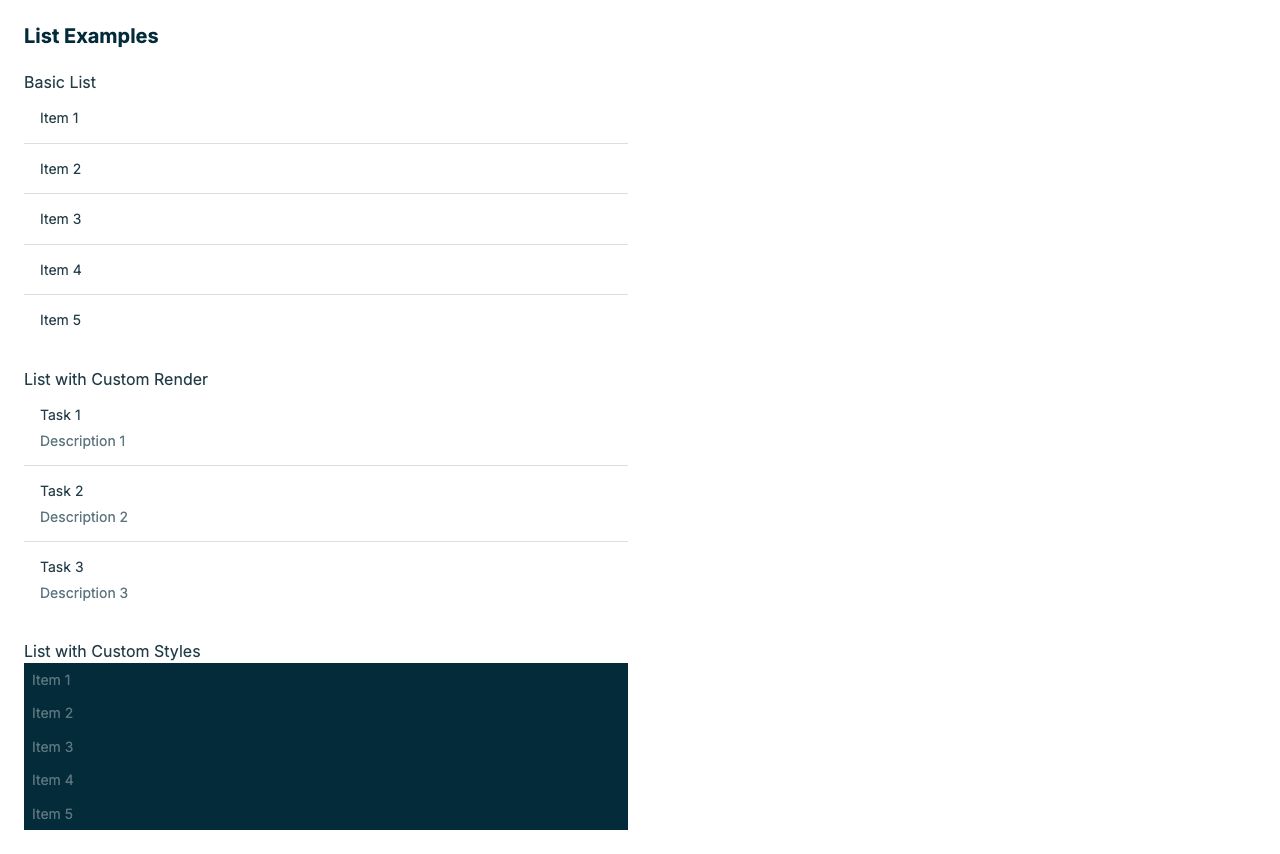 List Examples
Basic List
Item 1
Item 2
Item 3
Item 4
Item 5
List with Custom Render
Task 1
Description 1
Task 2
Description 2
Task 3
Description 3
List with Custom Styles
Item 1
Item 2
Item 3
Item 4
Item 5